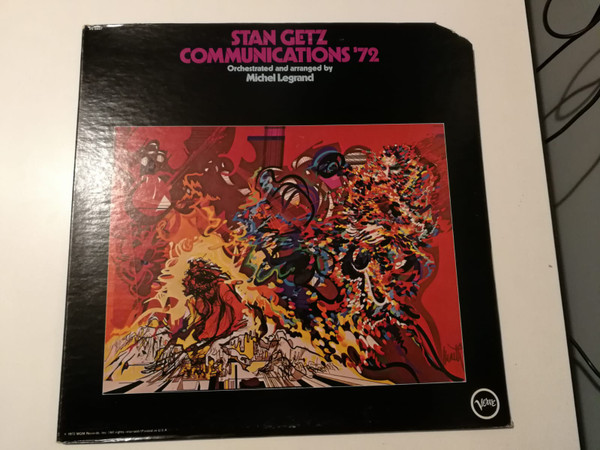 STAN GETZ
COMMUNICATIONS '72
Orchestrated and arranged by
Michel Legrand
Verve